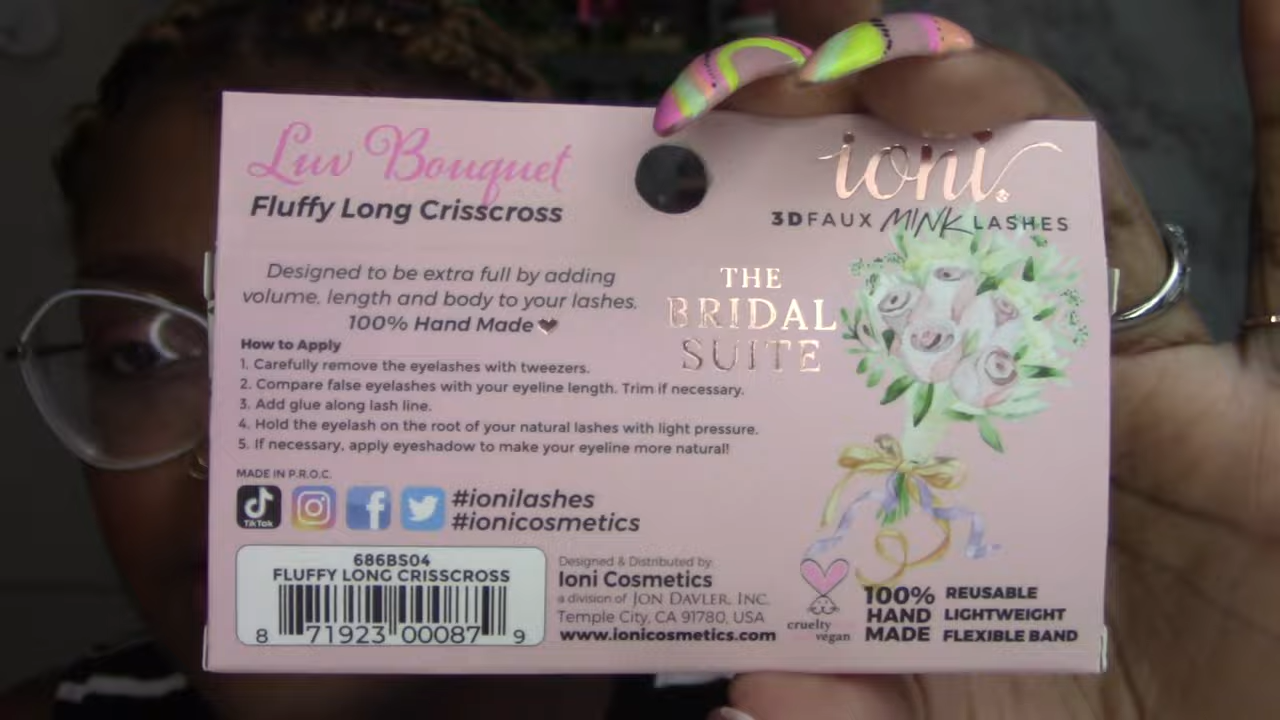 Luv Bouquet
Fluffy Long Crisscross
ioni
3D FAUX MINK LASHES
Designed to be extra full by adding
volume, length and body to your lashes.
100% Hand Made
THE
BRIDAL
SUITE
How to Apply
1. Carefully remove the eyelashes with tweezers.
2. Compare false eyelashes with your eyeline length. Trim if necessary.
3. Add glue along lash line.
4. Hold the eyelash on the root of your natural lashes with light pressure.
5. If necessary, apply eyeshadow to make your eyeline more natural!
MADE IN P.R.O.C.
TikTok
#ionilashes
#ionicosmetics
686BS04
FLUFFY LONG CRISSCROSS
8 71923 00087 9
Designed & Distributed by:
Ioni Cosmetics
a division of JON DAVLER, INC.
Temple City, CA 91780, USA
www.ionicosmetics.com
cruelty
vegan
100%
HAND
MADE
REUSABLE
LIGHTWEIGHT
FLEXIBLE BAND